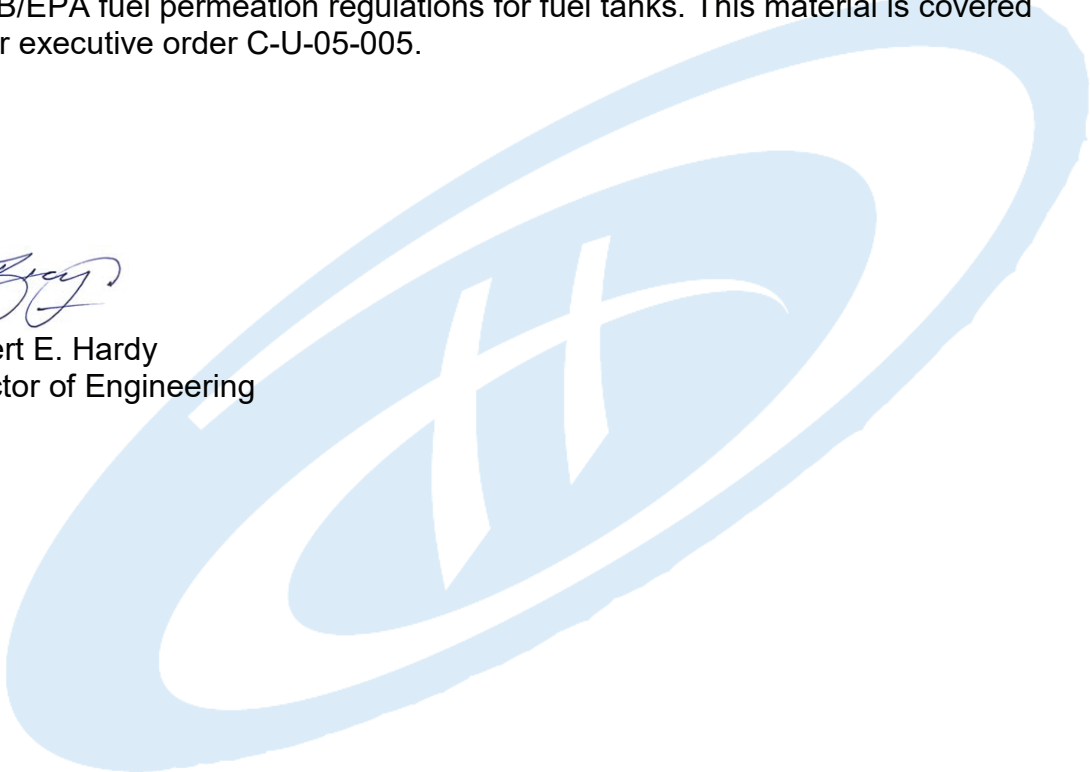 B/EPA fuel permeation regulations for fuel tanks. This material is covered
r executive order C-U-05-005.
ert E. Hardy
ctor of Engineering